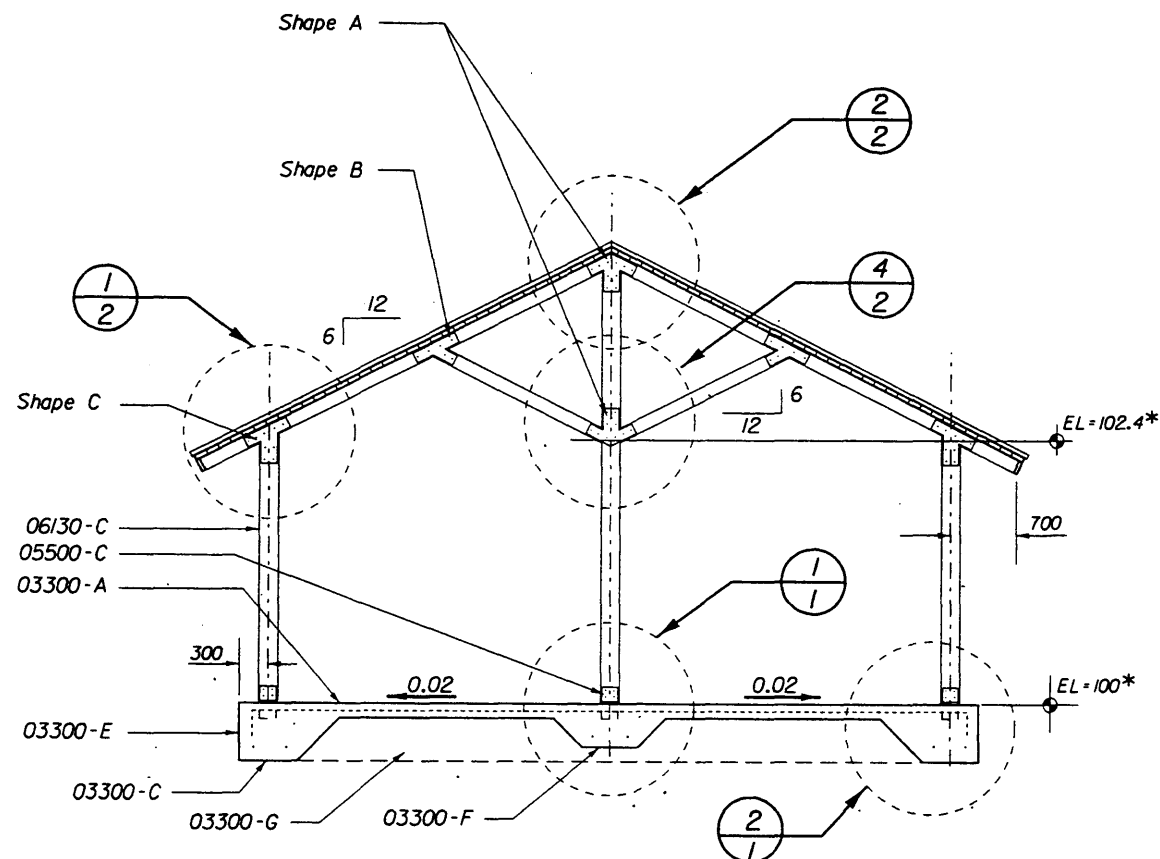 Shape A
2
2
Shape B
1
2
12
6
4
2
Shape C
6
12
EL=102.4*
06130-C
05500-C
03300-A
700
1
1
300
0.02
0.02
EL=100*
03300-E
03300-C
03300-G
03300-F
2
1